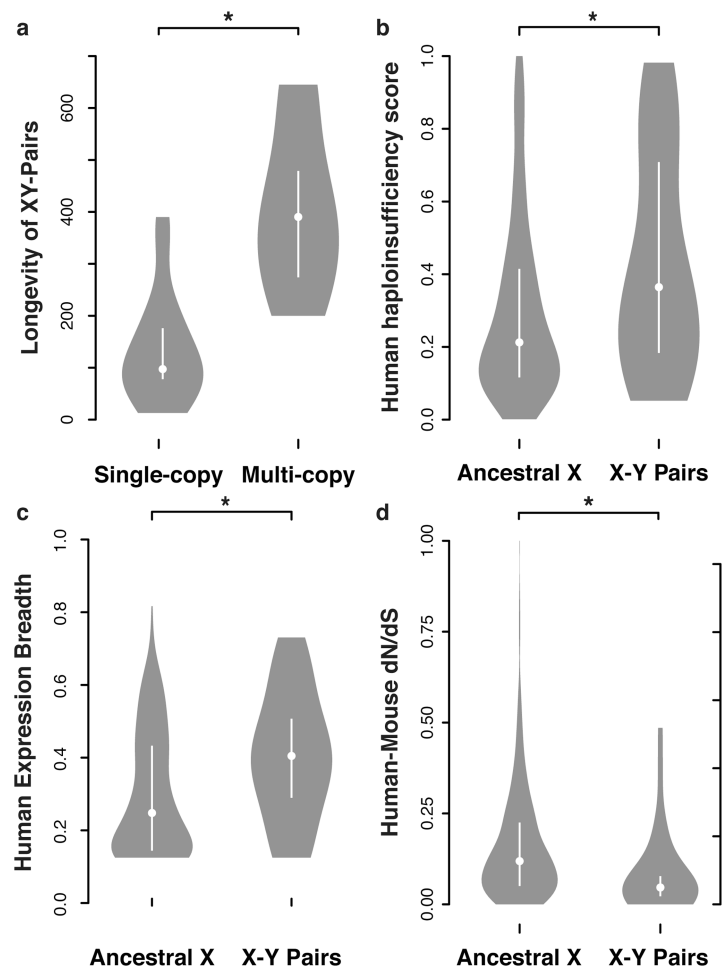 a
*
Longevity of XY-Pairs
600
400
200
0
Single-copy Multi-copy
b
*
Human haploinsufficiency score
1.0
0.8
0.6
0.4
0.2
0.0
Ancestral X X-Y Pairs
c
*
Human Expression Breadth
1.0
0.8
0.6
0.4
0.2
0.0
Ancestral X X-Y Pairs
d
*
Human-Mouse dN/dS
1.00
0.75
0.50
0.25
0.00
Ancestral X X-Y Pairs